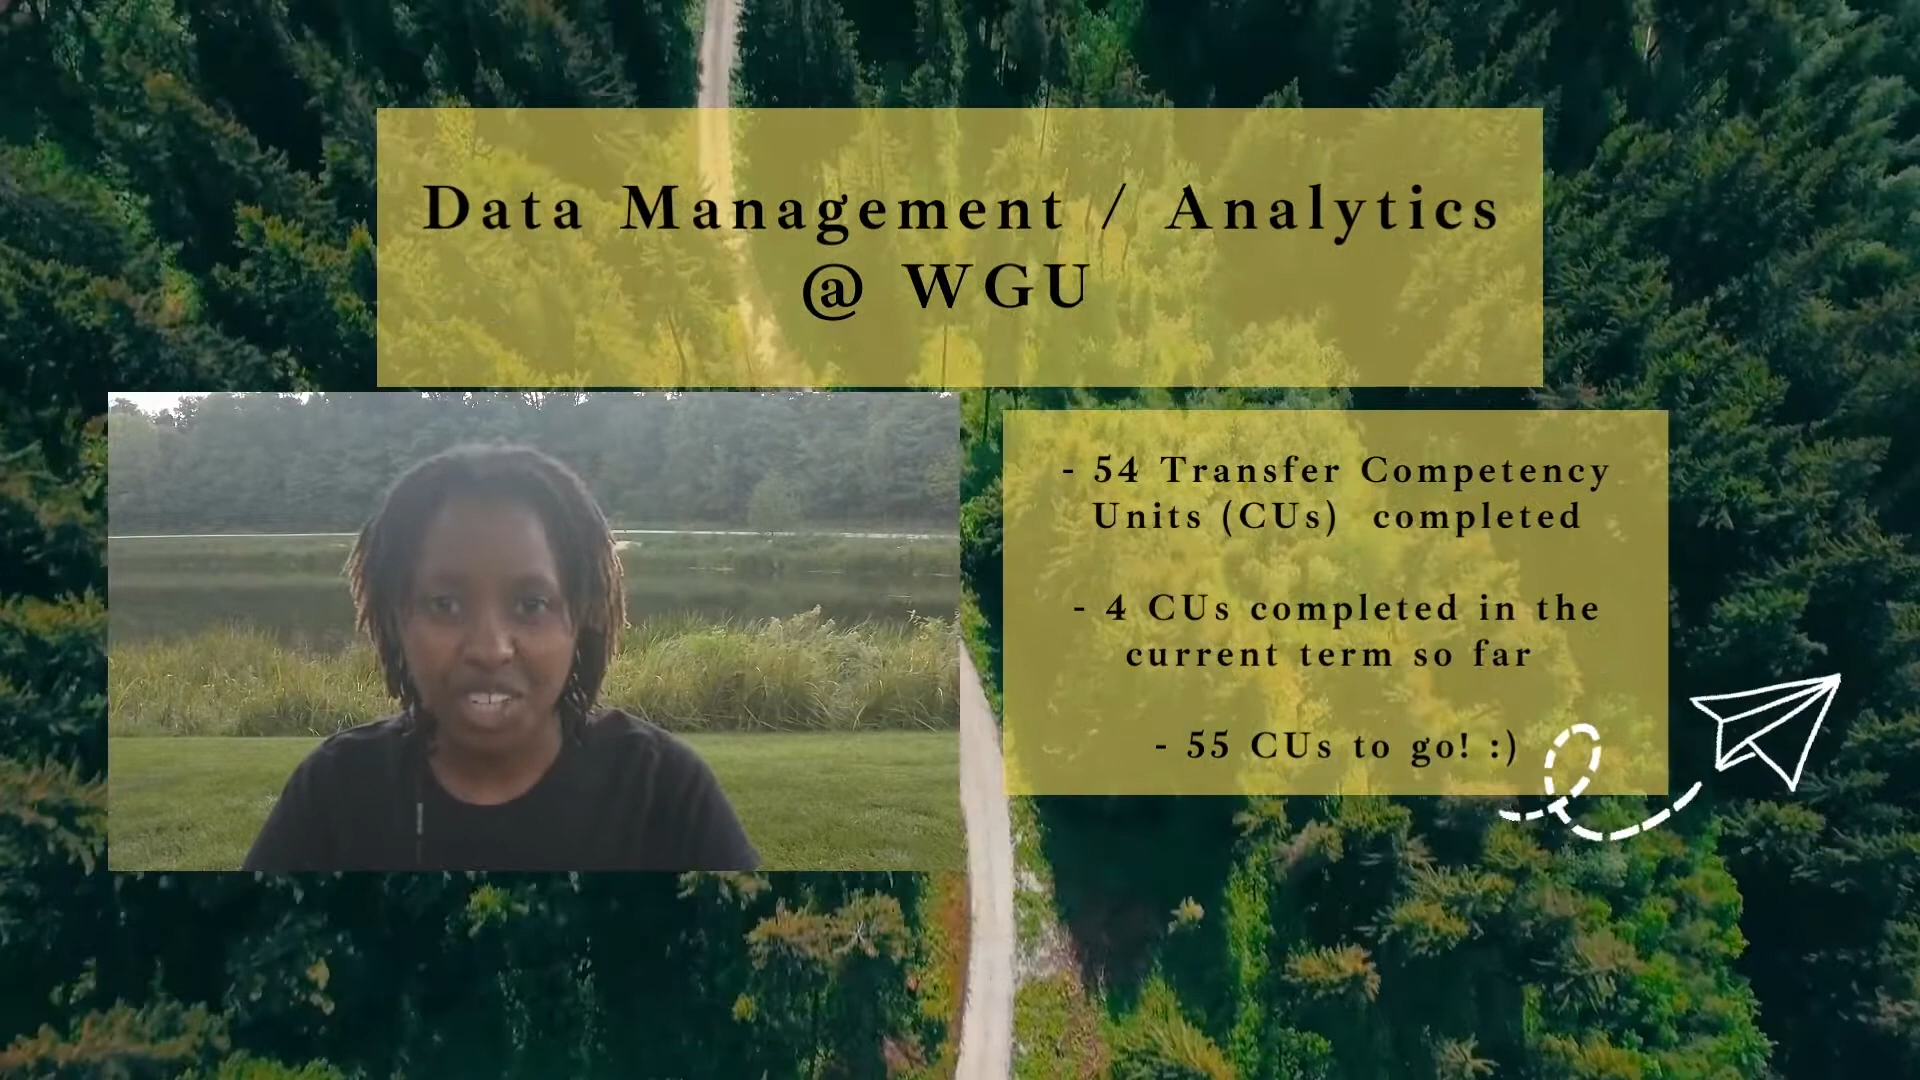 Data Management / Analytics
@ WGU
- 54 Transfer Competency
Units (CUs) completed
- 4 CUs completed in the
current term so far
- 55 CUs to go! :)